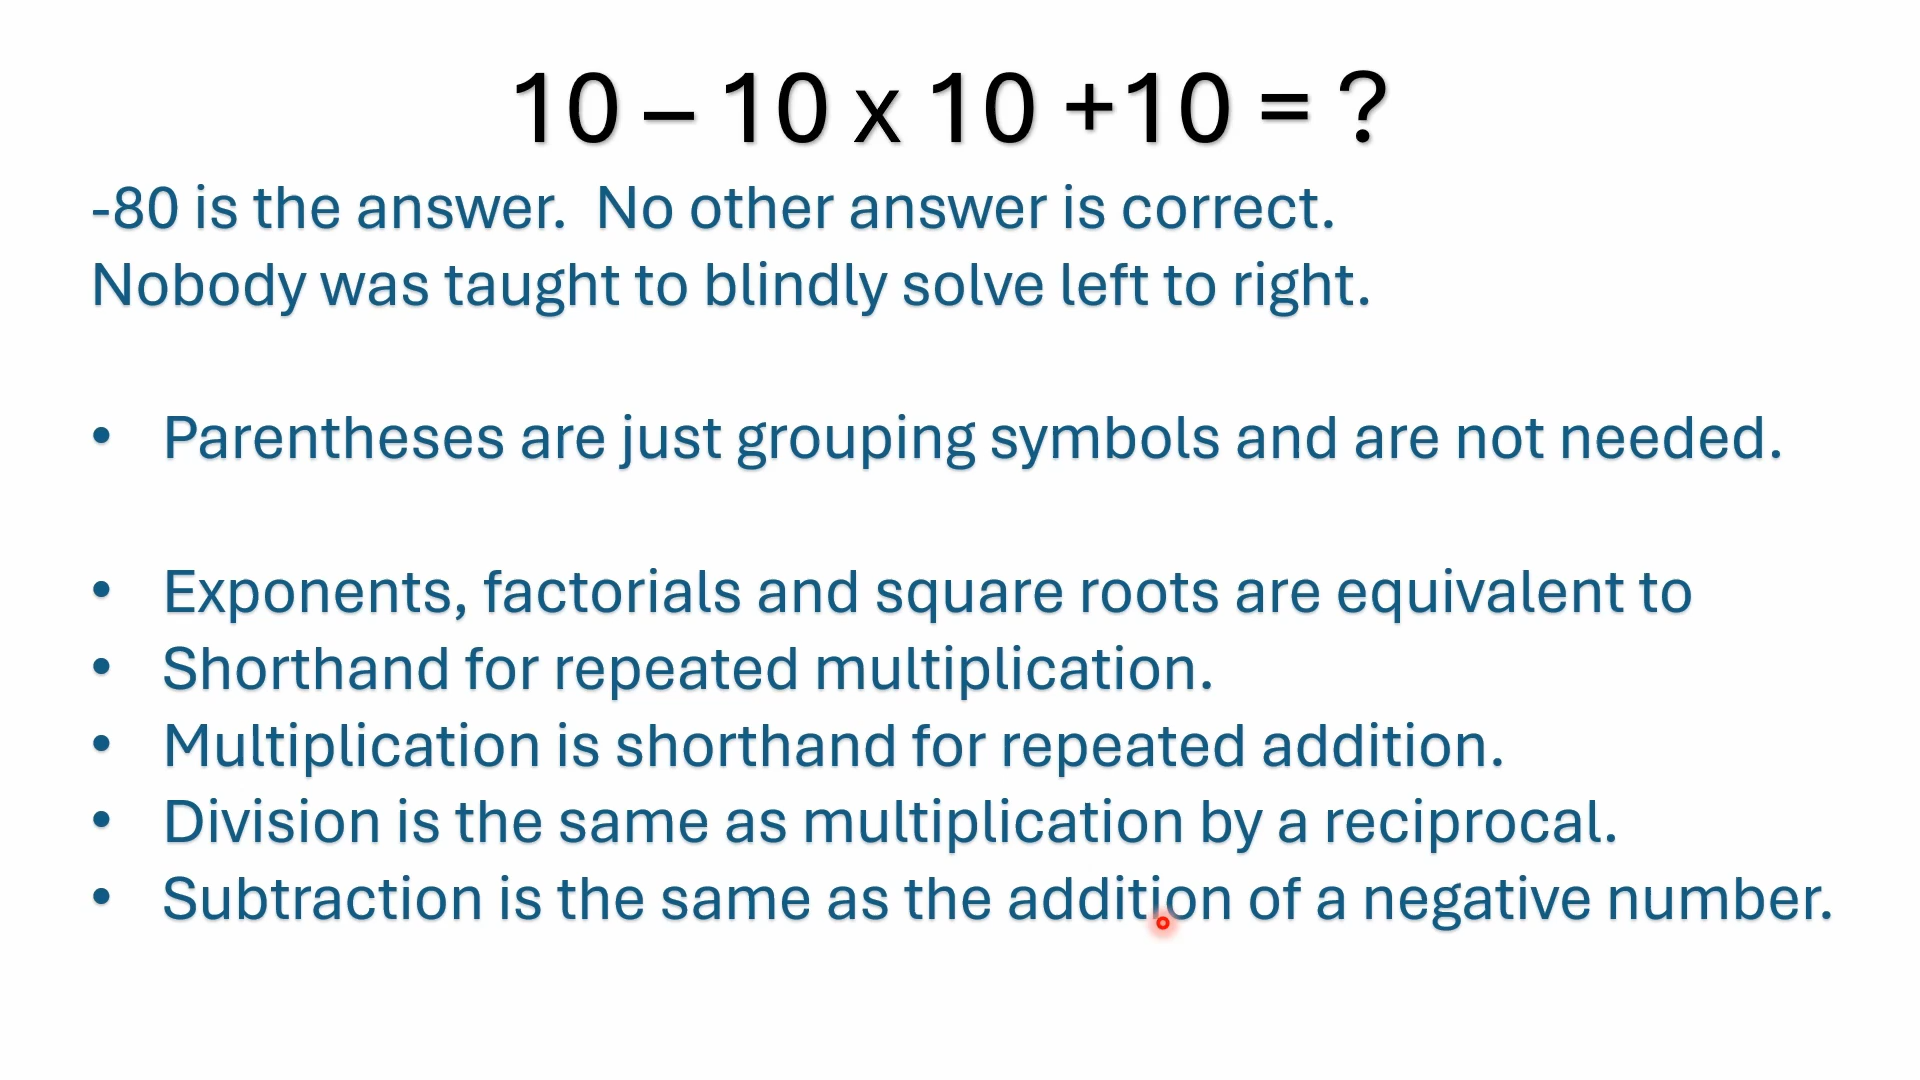 10 – 10 x 10 +10 = ?
-80 is the answer.  No other answer is correct.
Nobody was taught to blindly solve left to right.
• Parentheses are just grouping symbols and are not needed.
• Exponents, factorials and square roots are equivalent to
• Shorthand for repeated multiplication.
• Multiplication is shorthand for repeated addition.
• Division is the same as multiplication by a reciprocal.
• Subtraction is the same as the addition of a negative number.